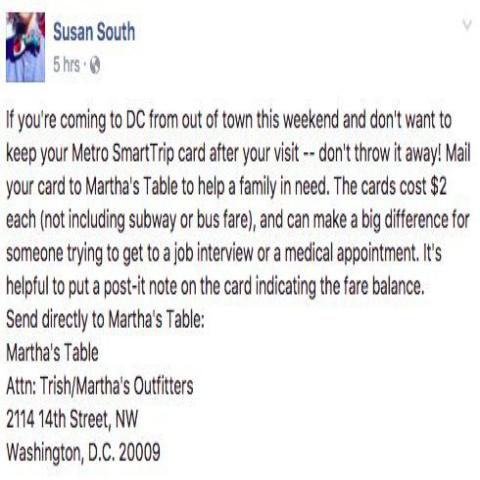 Susan South
5 hrs ·
If you're coming to DC from out of town this weekend and don't want to
keep your Metro SmartTrip card after your visit -- don't throw it away! Mail
your card to Martha's Table to help a family in need. The cards cost $2
each (not including subway or bus fare), and can make a big difference for
someone trying to get to a job interview or a medical appointment. It's
helpful to put a post-it note on the card indicating the fare balance.
Send directly to Martha's Table:
Martha's Table
Attn: Trish/Martha's Outfitters
2114 14th Street, NW
Washington, D.C. 20009